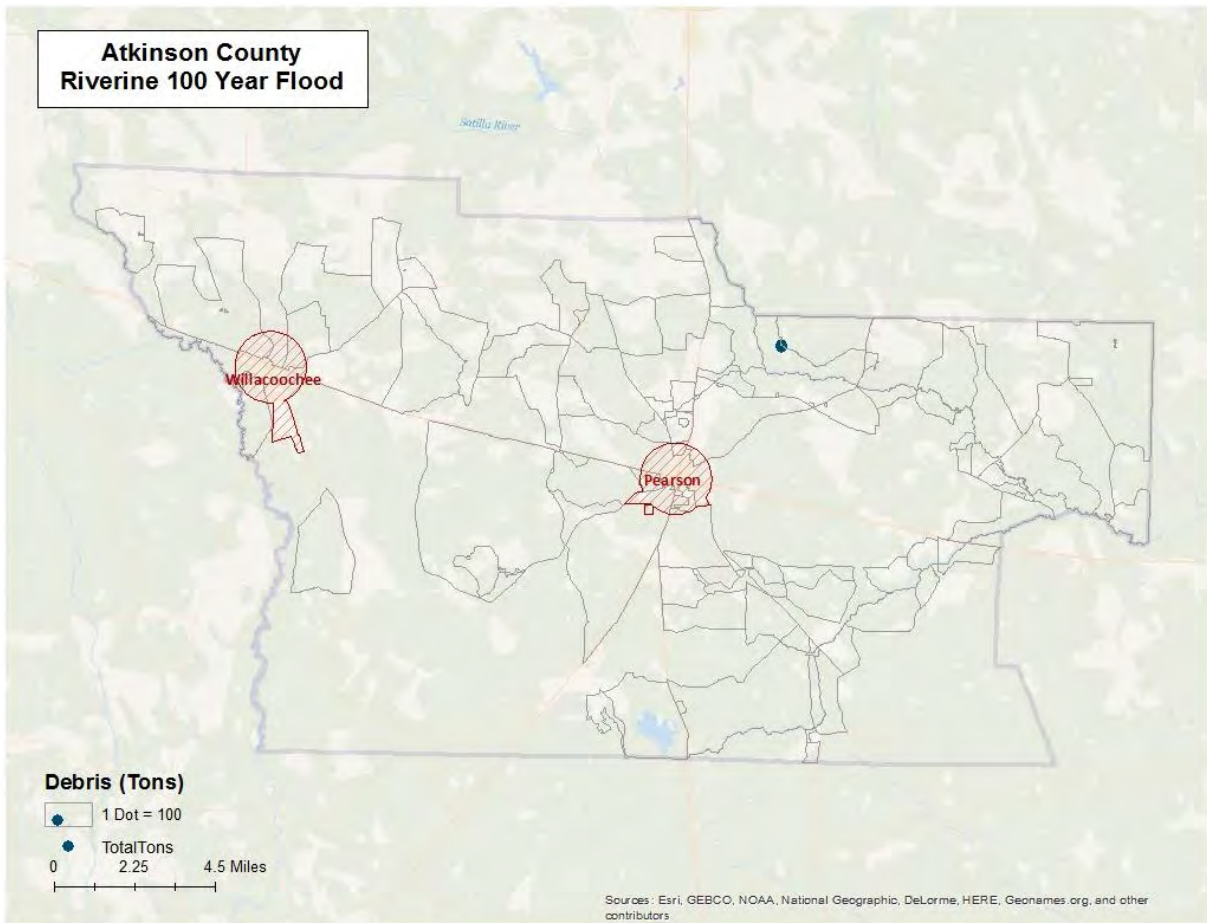 Atkinson County
Riverine 100 Year Flood
Satilla River
Willacoochee
Pearson
Debris (Tons)
1 Dot = 100
TotalTons
0 2.25 4.5 Miles
Sources: Esri, GEBCO, NOAA, National Geographic, DeLorme, HERE, Geonames.org, and other
contributors